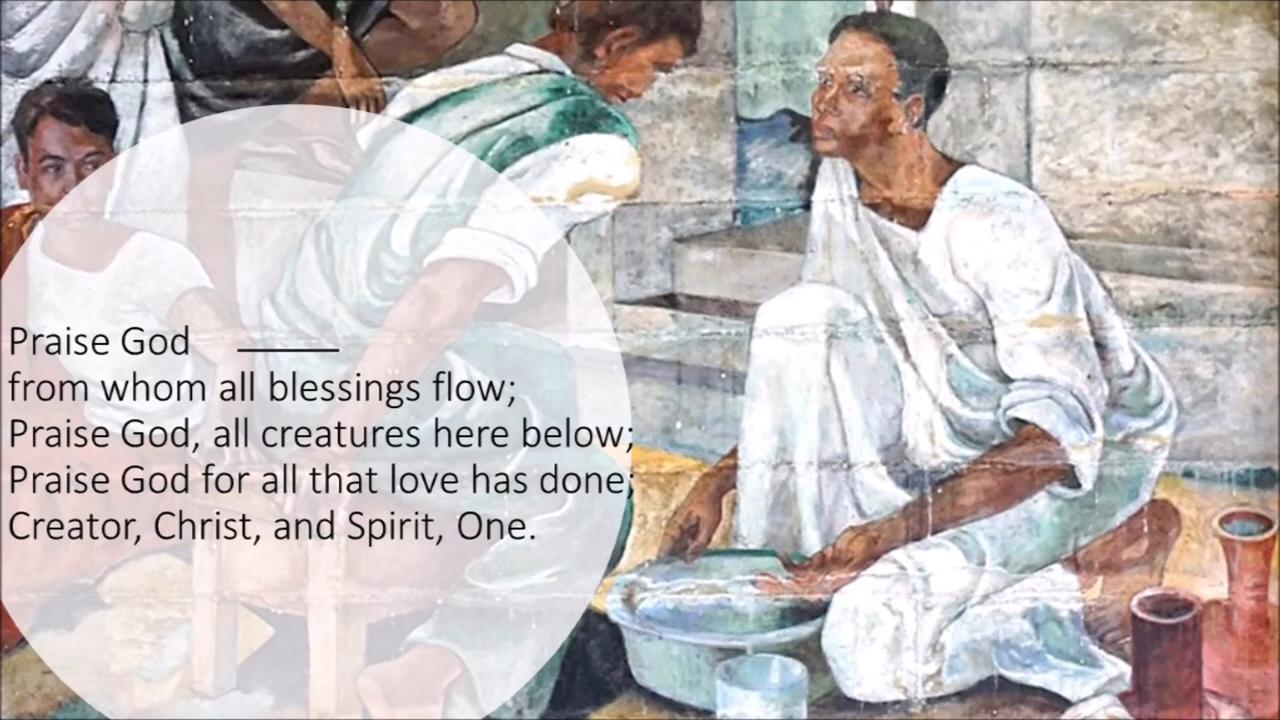 Praise God
from whom all blessings flow;
Praise God, all creatures here below;
Praise God for all that love has done;
Creator, Christ, and Spirit, One.